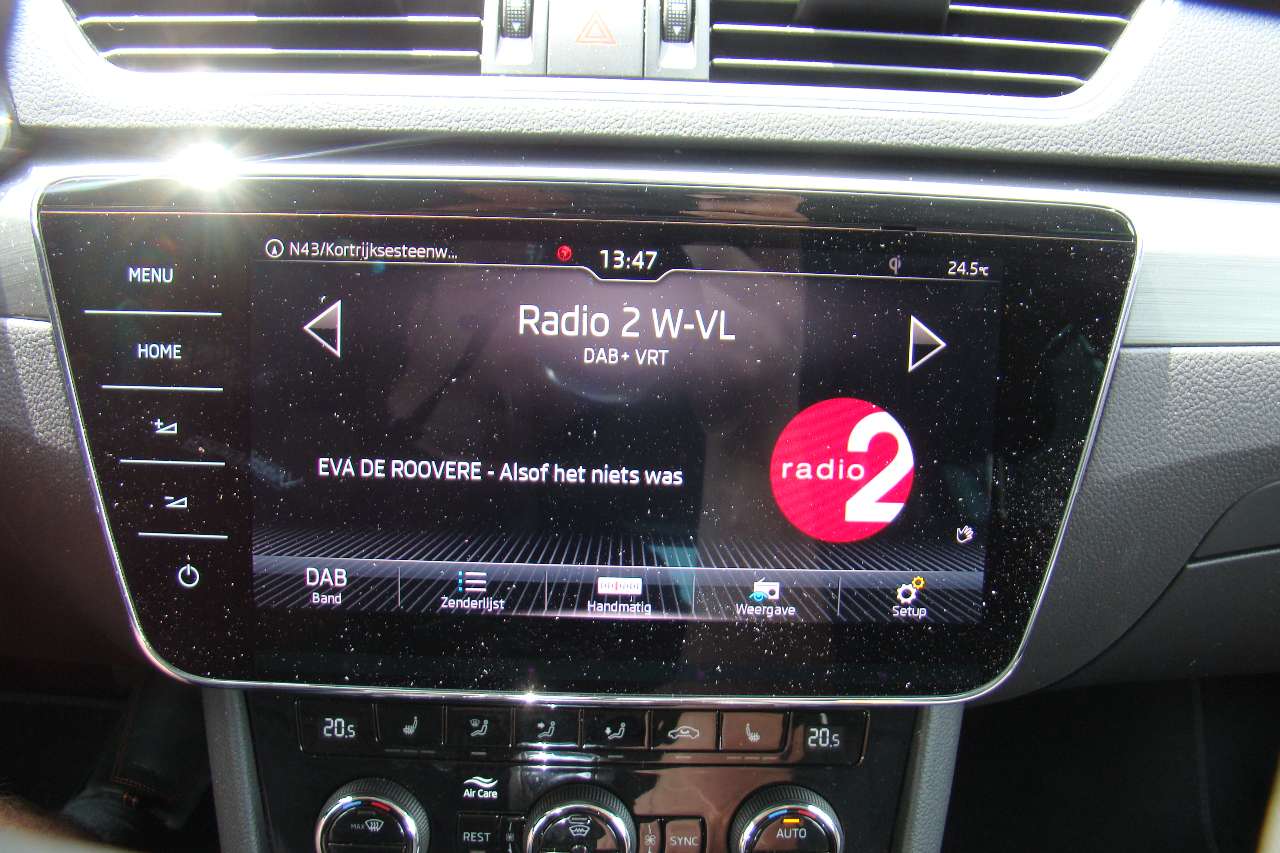 N43/Kortrijksesteenw...
13:47
24.5°C
MENU
HOME
Radio 2 W-VL
DAB+ VRT
EVA DE ROOVERE - Alsof het niets was
radio 2
DAB
Band
Zenderlijst
Handmatig
Weergave
Setup
20.5
20.5
Air Care
MAX
REST
SYNC
AUTO